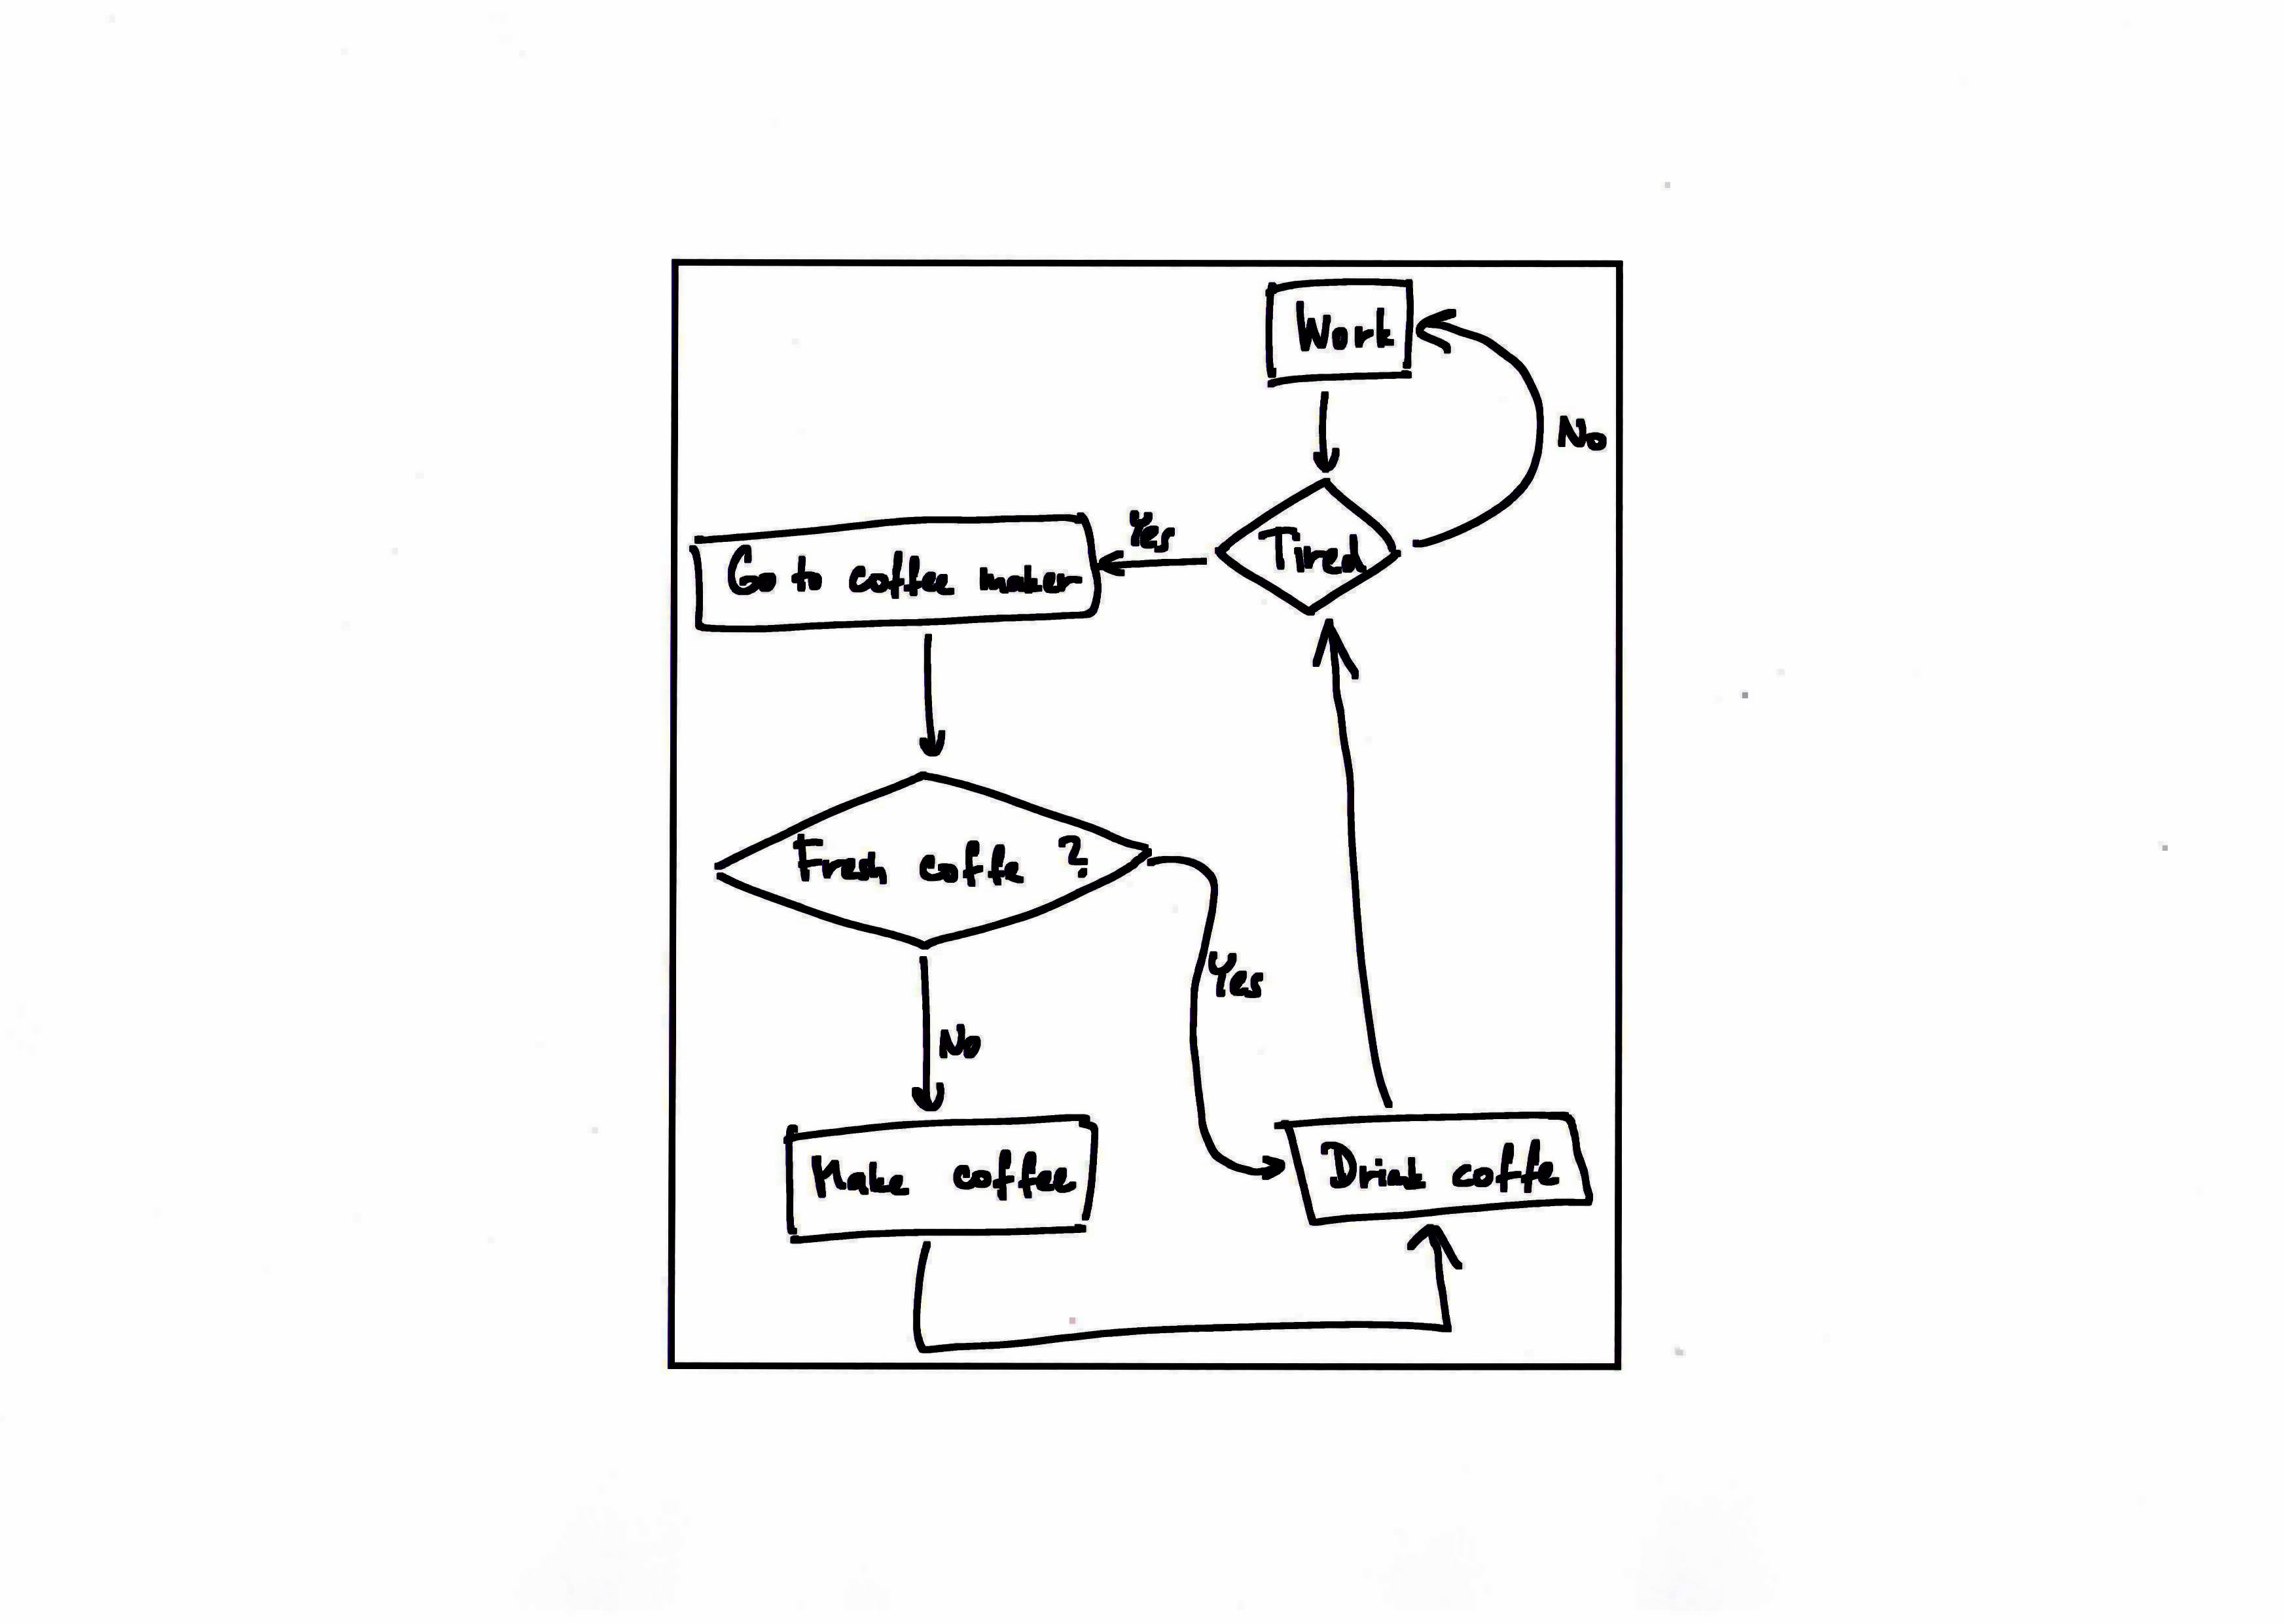 Work
No
Yes
Tired
Go to coffee maker
Fresh coffe ?
Yes
No
Make coffee
Drink coffe